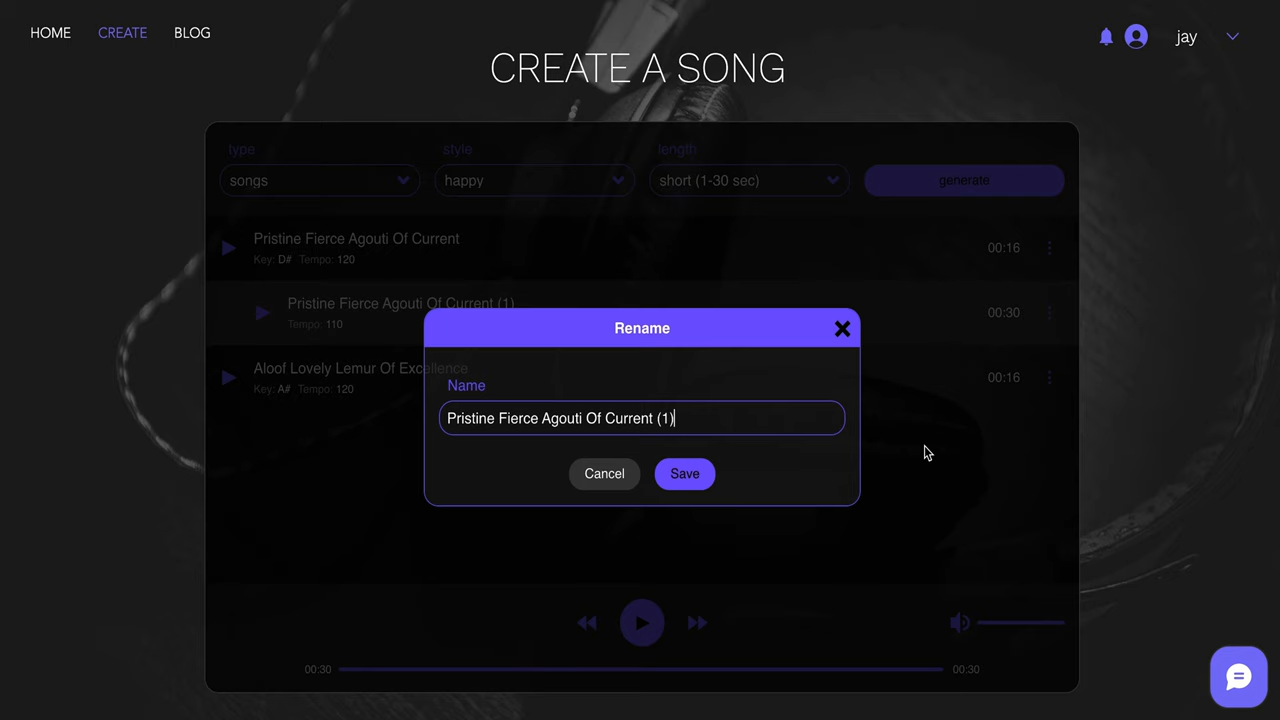 HOME CREATE BLOG
jay
CREATE A SONG
type style length
songs happy short (1-30 sec) generate
Pristine Fierce Agouti Of Current
Key: D# Tempo: 120
00:16
Pristine Fierce Agouti Of Current (1)
Tempo: 110
00:30
Rename
Aloof Lovely Lemur Of Excellence
Key: A# Tempo: 120
00:16
Name
Pristine Fierce Agouti Of Current (1)
Cancel Save
00:30 00:30